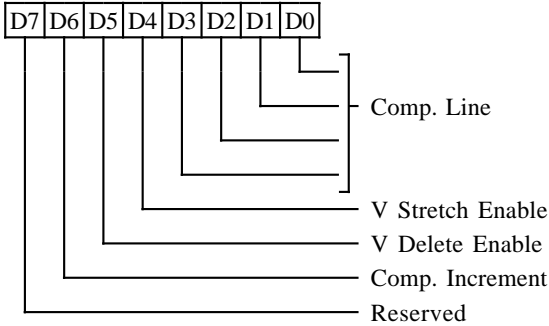 D7 D6 D5 D4 D3 D2 D1 D0
Comp. Line
V Stretch Enable
V Delete Enable
Comp. Increment
Reserved